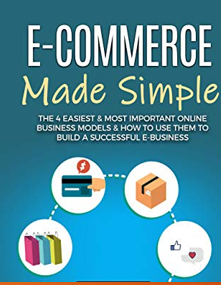 E-COMMERCE
Made Simple
THE 4 EASIEST & MOST IMPORTANT ONLINE
BUSINESS MODELS & HOW TO USE THEM TO
BUILD A SUCCESSFUL E-BUSINESS